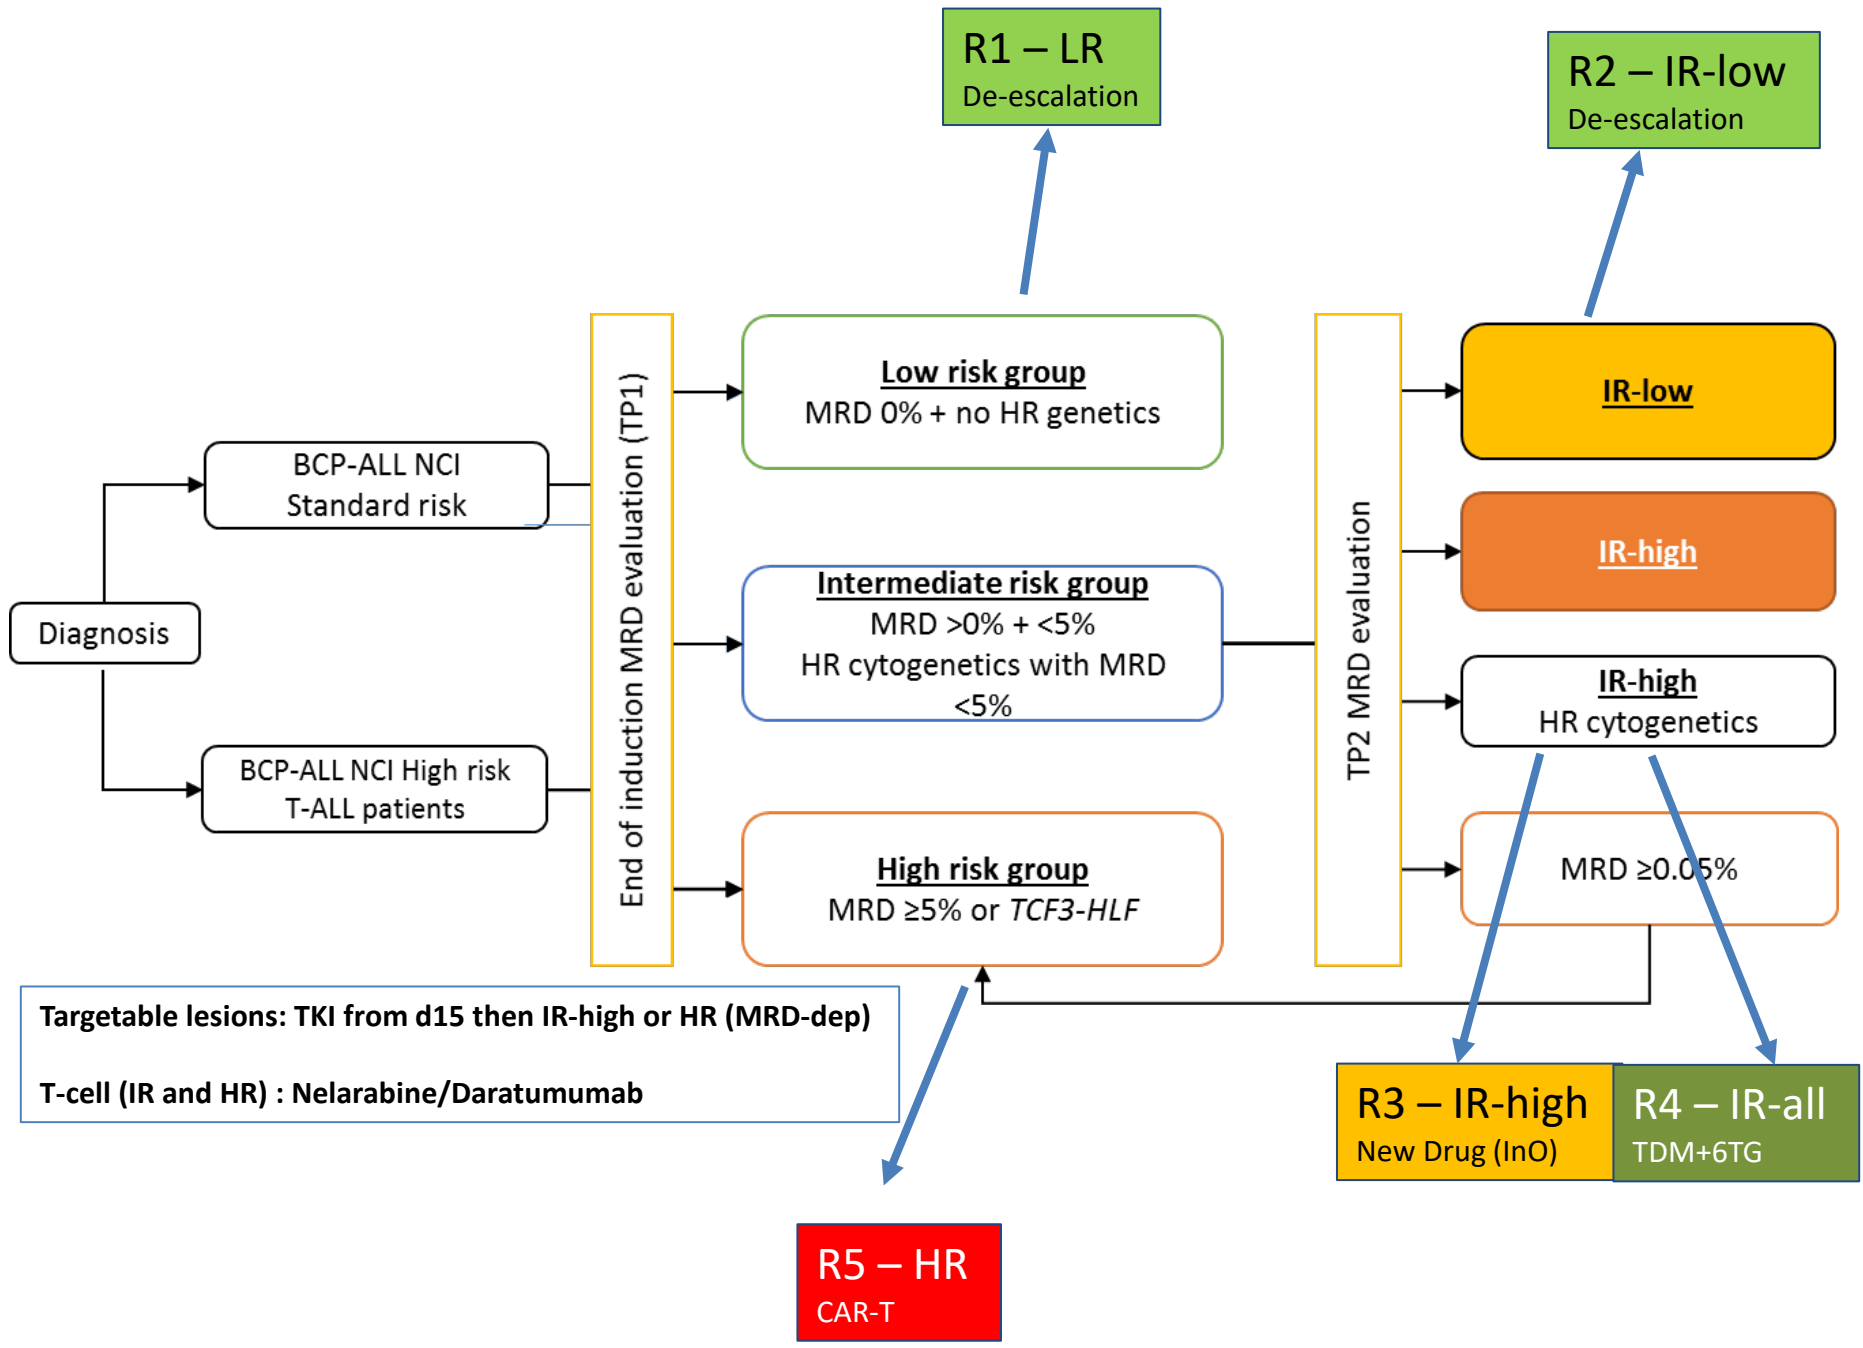 R1 – LR
De-escalation
R2 – IR-low
De-escalation
Diagnosis
BCP-ALL NCI
Standard risk
BCP-ALL NCI High risk
T-ALL patients
End of induction MRD evaluation (TP1)
Low risk group
MRD 0% + no HR genetics
Intermediate risk group
MRD >0% + <5%
HR cytogenetics with MRD
<5%
High risk group
MRD ≥5% or TCF3-HLF
TP2 MRD evaluation
IR-low
IR-high
IR-high
HR cytogenetics
MRD ≥0.05%
Targetable lesions: TKI from d15 then IR-high or HR (MRD-dep)
T-cell (IR and HR) : Nelarabine/Daratumumab
R3 – IR-high
New Drug (InO)
R4 – IR-all
TDM+6TG
R5 – HR
CAR-T